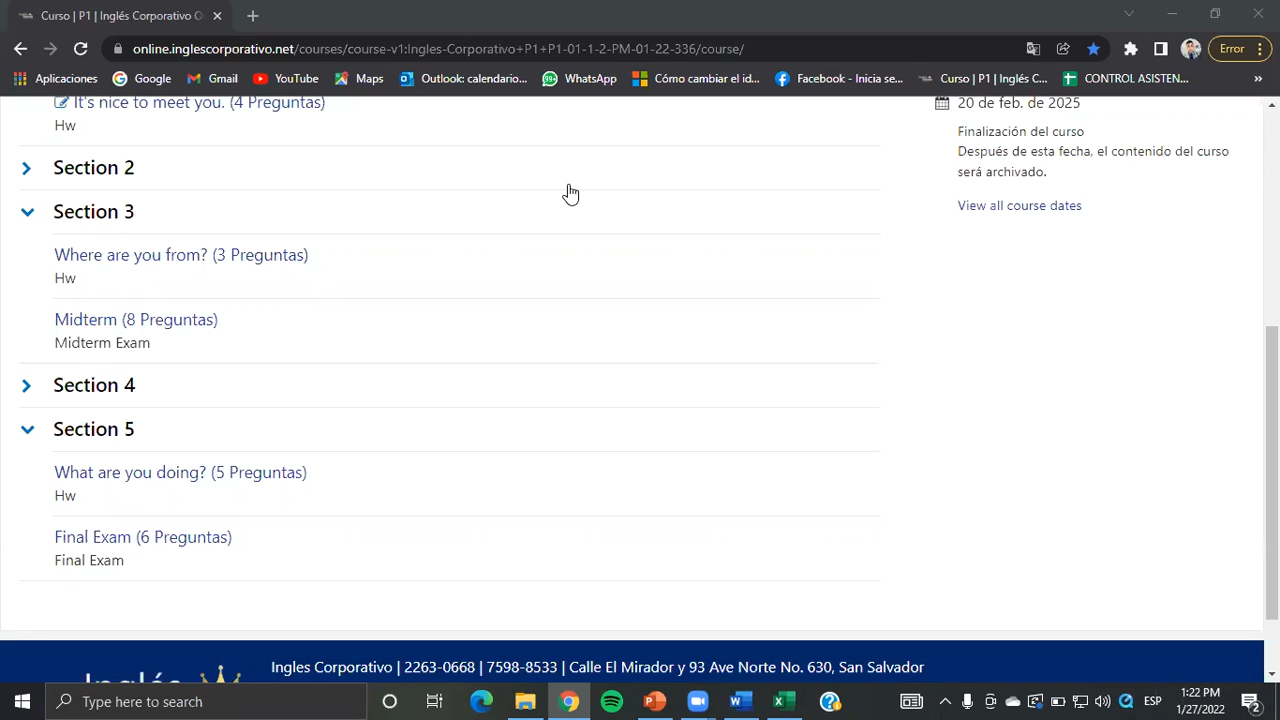 Curso | P1 | Inglés Corporativo O
online.inglescorporativo.net/courses/course-v1:Ingles-Corporativo+P1+P1-01-1-2-PM-01-22-336/course/
Error
Aplicaciones Google Gmail YouTube Maps Outlook: calendario... WhatsApp Cómo cambiar el id... Facebook - Inicia se... Curso | P1 | Inglés C... CONTROL ASISTEN... »
It's nice to meet you. (4 Preguntas)
Hw
Section 2
Section 3
Where are you from? (3 Preguntas)
Hw
Midterm (8 Preguntas)
Midterm Exam
Section 4
Section 5
What are you doing? (5 Preguntas)
Hw
Final Exam (6 Preguntas)
Final Exam
20 de feb. de 2025
Finalización del curso
Después de esta fecha, el contenido del curso
será archivado.
View all course dates
Inglés
Ingles Corporativo | 2263-0668 | 7598-8533 | Calle El Mirador y 93 Ave Norte No. 630, San Salvador
Type here to search
ESP
1:22 PM
1/27/2022
2